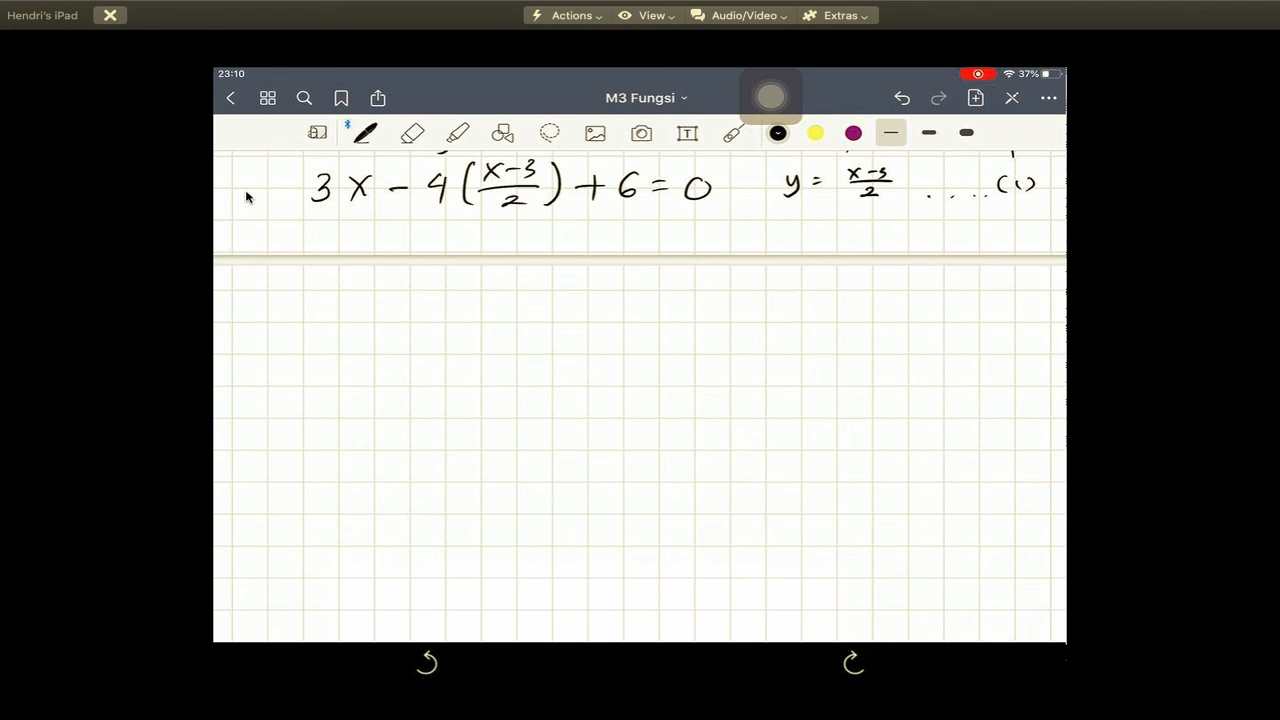 Hendri's iPad
Actions View Audio/Video Extras
23:10 37%
M3 Fungsi
T
3x - 4(x-3/2) + 6 = 0 y = x-3/2 .....(1)